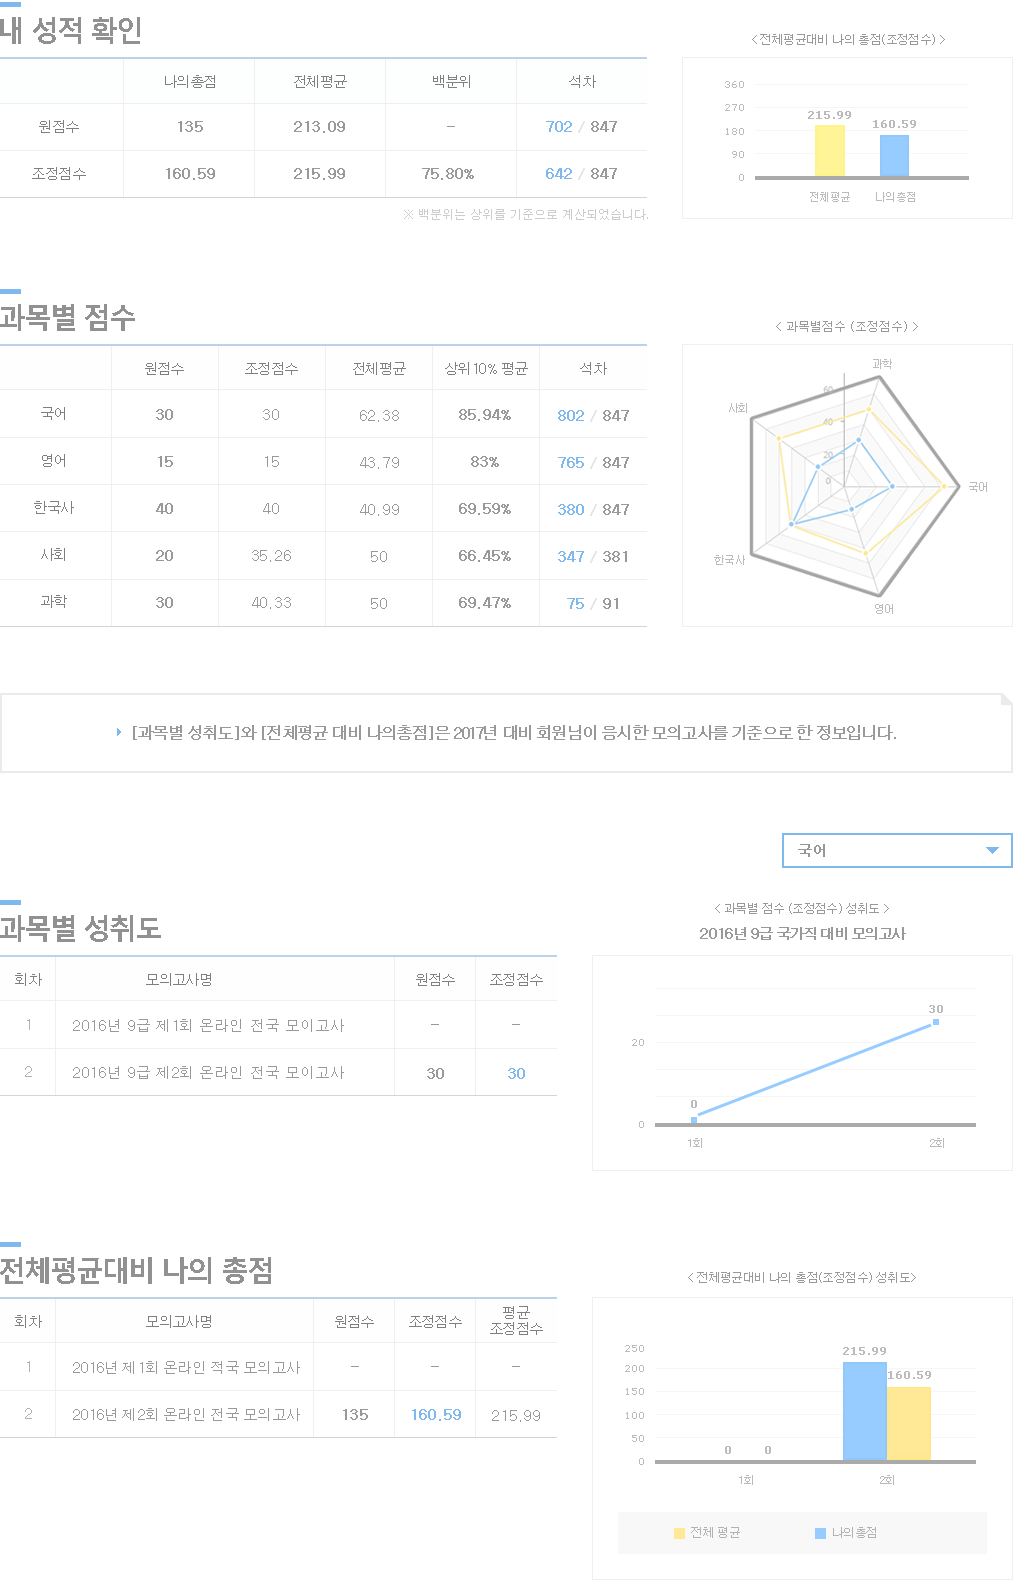 내 성적 확인
나의총점 전체평균 백분위 석차
원점수 135 213.09 - 702 / 847
조정점수 160.59 215.99 75.80% 642 / 847
※ 백분위는 상위를 기준으로 계산되었습니다.
<전체평균대비 나의 총점(조정점수)>
360
270
180
90
0
215.99
160.59
전체평균 나의총점
과목별 점수
원점수 조정점수 전체평균 상위10% 평균 석차
국어 30 30 62.38 85.94% 802 / 847
영어 15 15 43.79 83% 765 / 847
한국사 40 40 40.99 69.59% 380 / 847
사회 20 35.26 50 66.45% 347 / 381
과학 30 40.33 50 69.47% 75 / 91
< 과목별점수 (조정점수) >
과학
사회
국어
한국사
영어
60
40
20
0
[과목별 성취도]와 [전체평균 대비 나의총점]은 2017년 대비 회원님이 응시한 모의고사를 기준으로 한 정보입니다.
국어
과목별 성취도
회차 모의고사명 원점수 조정점수
1 2016년 9급 제1회 온라인 전국 모이고사 - -
2 2016년 9급 제2회 온라인 전국 모이고사 30 30
< 과목별 점수 (조정점수) 성취도 >
2016년 9급 국가직 대비 모의고사
20
0
0
30
1회 2회
전체평균대비 나의 총점
회차 모의고사명 원점수 조정점수 평균
조정점수
1 2016년 제1회 온라인 적국 모의고사 - - -
2 2016년 제2회 온라인 전국 모의고사 135 160.59 215.99
<전체평균대비 나의 총점(조정점수) 성취도>
250
200
150
100
50
0
0 0
215.99
160.59
1회 2회
전체 평균 나의총점